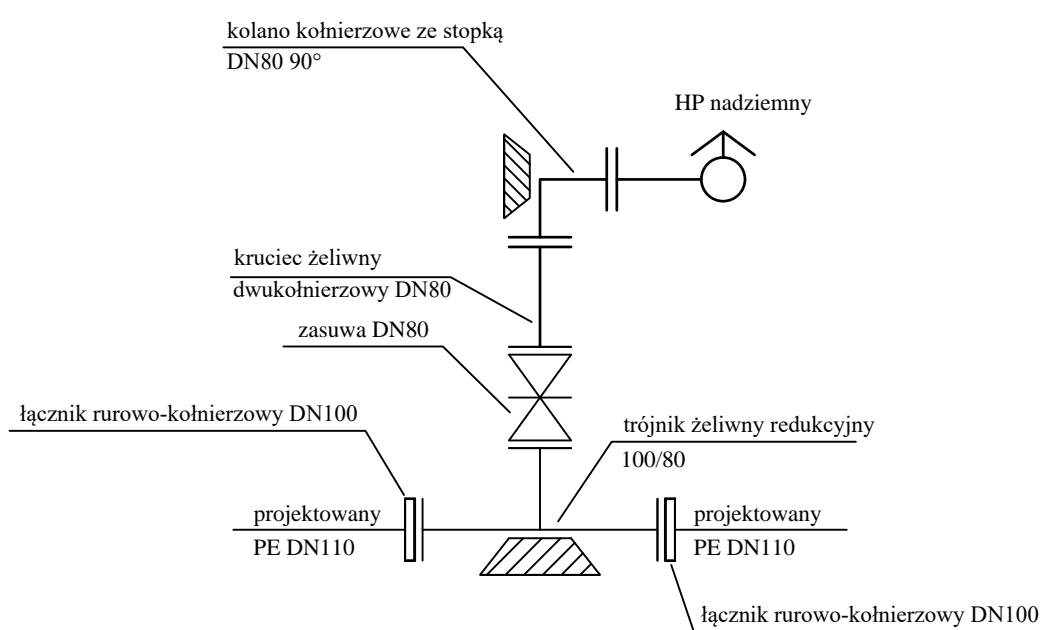 kolano kołnierzowe ze stopką
DN80 90°
HP nadziemny
kruciec żeliwny
dwukołnierzowy DN80
zasuwa DN80
łącznik rurowo-kołnierzowy DN100
trójnik żeliwny redukcyjny
100/80
projektowany
PE DN110
projektowany
PE DN110
łącznik rurowo-kołnierzowy DN100